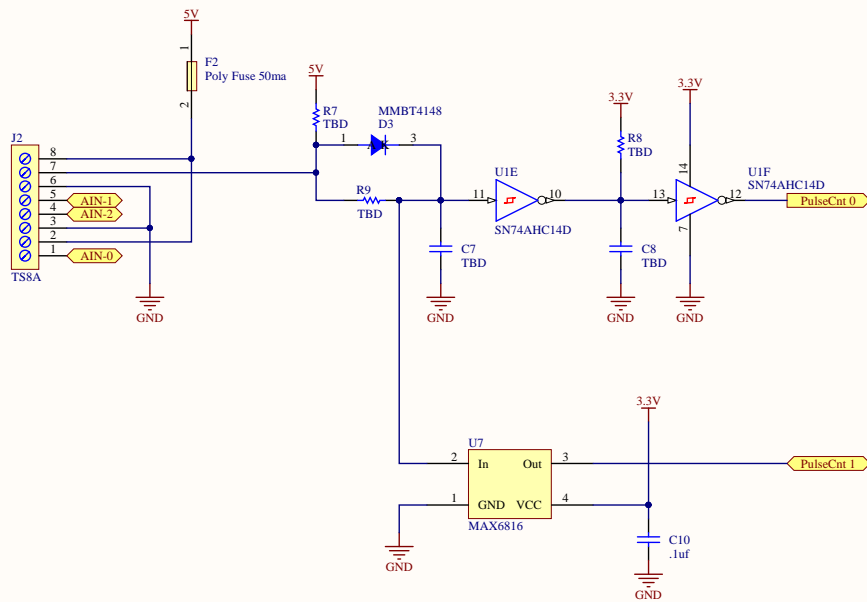 5V
1
F2
Poly Fuse 50ma
2
J2
8
7
6
5
4
3
2
1
AIN-1
AIN-2
AIN-0
TS8A
GND
5V
R7
TBD
MMBT4148
D3
1
A
K
3
R9
TBD
C7
TBD
GND
U1E
11
10
SN74AHC14D
3.3V
R8
TBD
C8
TBD
GND
3.3V
14
U1F
SN74AHC14D
13
12
7
GND
PulseCnt 0
3.3V
U7
2
In
Out
3
PulseCnt 1
1
GND
VCC
4
MAX6816
GND
C10
.1uf
GND